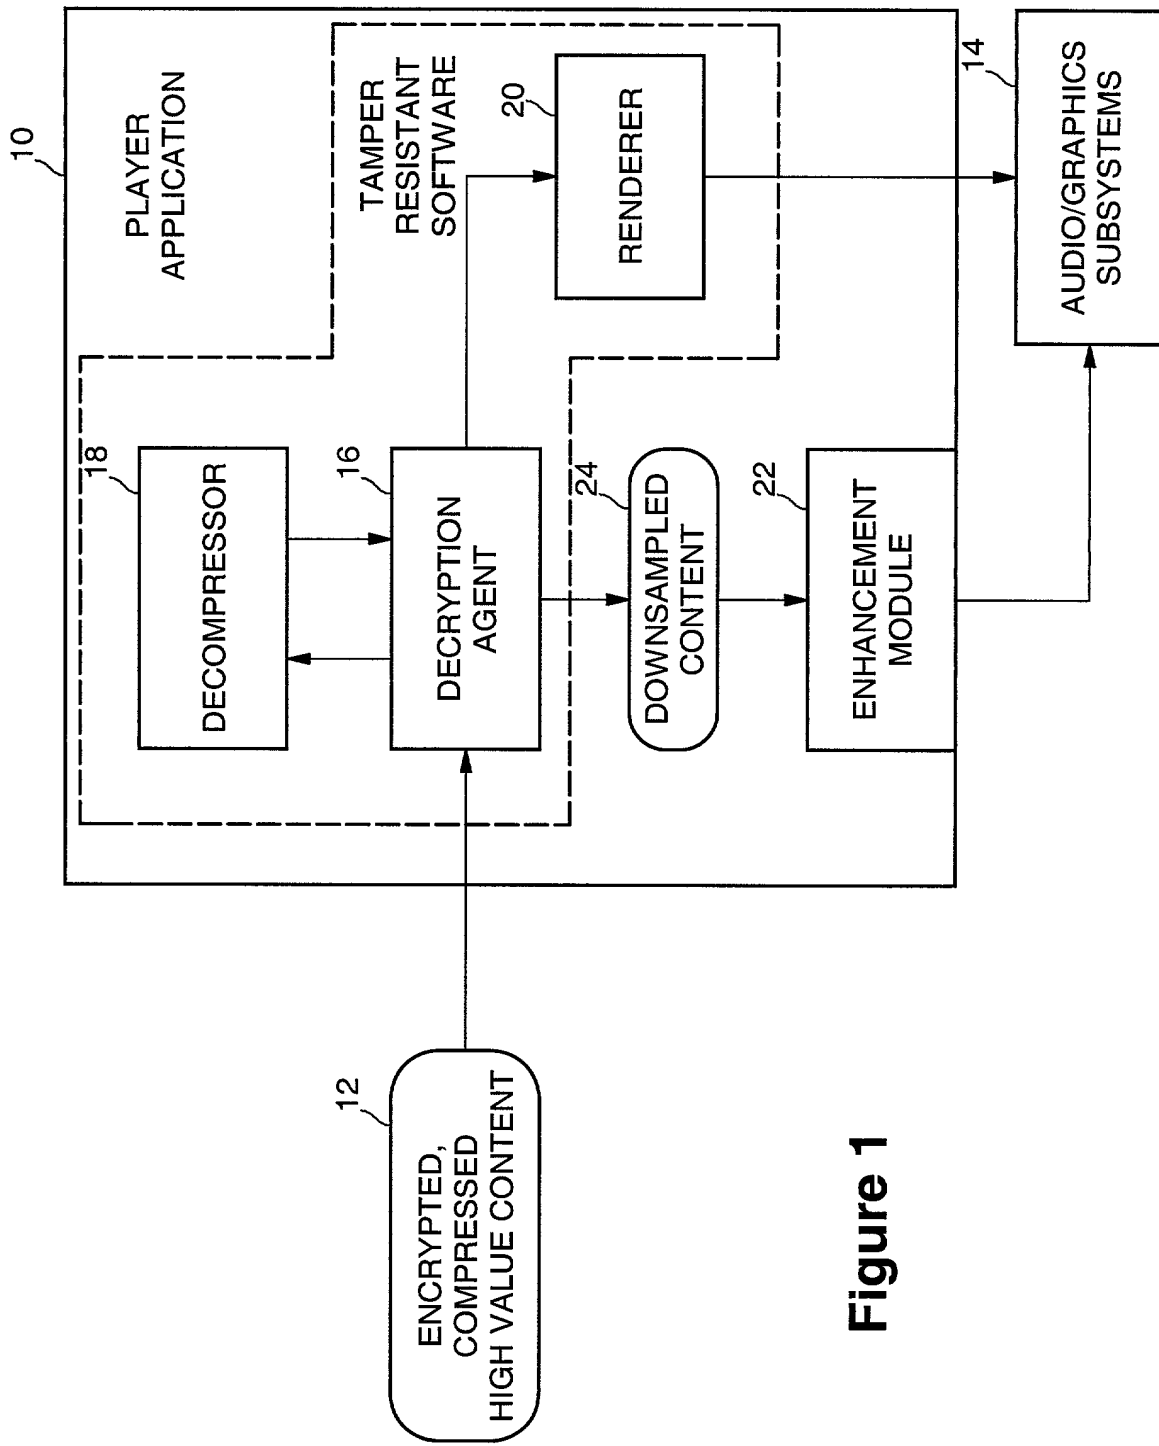 10
PLAYER
APPLICATION
TAMPER
RESISTANT
SOFTWARE
18
DECOMPRESSOR
16
DECRYPTION
AGENT
20
RENDERER
12
ENCRYPTED,
COMPRESSED
HIGH VALUE CONTENT
24
DOWNSAMPLED
CONTENT
22
ENHANCEMENT
MODULE
14
AUDIO/GRAPHICS
SUBSYSTEMS
Figure 1